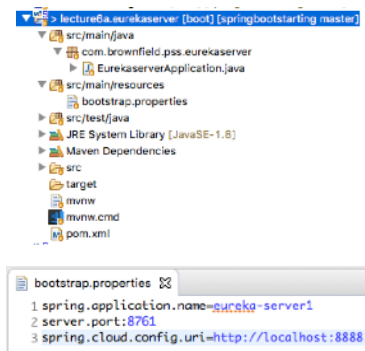 > lecture6a.eurekaserver [boot] [springbootstarting master]
src/main/java
com.brownfield.pss.eurekaserver
EurekaserverApplication.java
src/main/resources
bootstrap.properties
src/test/java
JRE System Library [JavaSE-1.8]
Maven Dependencies
src
target
mvnw
mvnw.cmd
pom.xml
bootstrap.properties
1 spring.application.name=eureka-server1
2 server.port:8761
3 spring.cloud.config.uri=http://localhost:8888